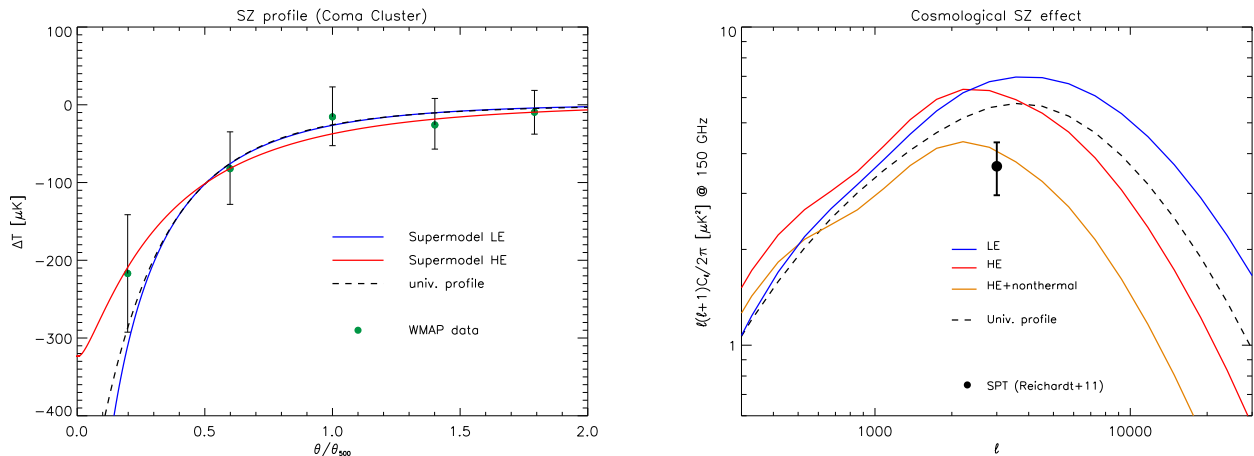 SZ profile (Coma Cluster)
100
0
−100
−200
−300
−400
ΔT [μK]
Supermodel LE
Supermodel HE
univ. profile
WMAP data
0.0 0.5 1.0 1.5 2.0
θ/θ₅₀₀
Cosmological SZ effect
10
1
ℓ(ℓ+1)Cℓ/2π [μK²] @ 150 GHz
LE
HE
HE+nonthermal
Univ. profile
SPT (Reichardt+11)
1000 10000
ℓ